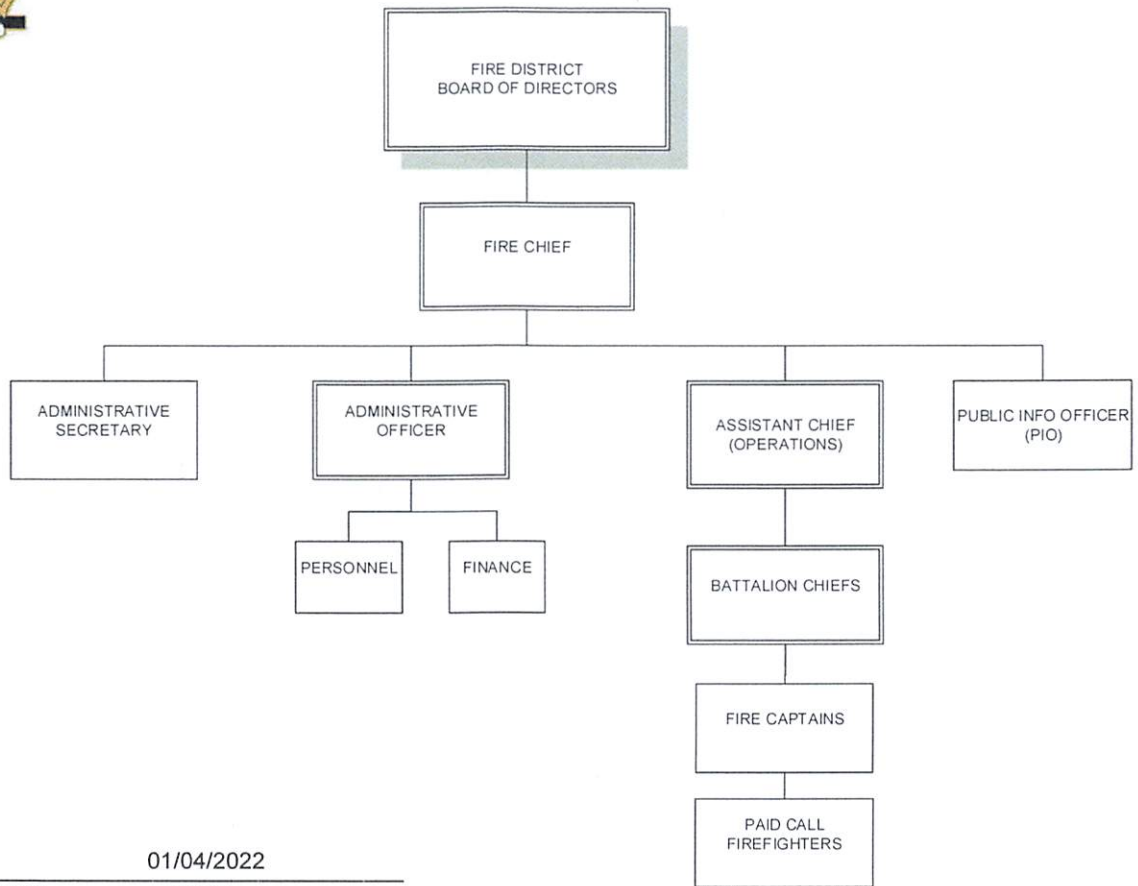 FIRE DISTRICT
BOARD OF DIRECTORS
FIRE CHIEF
ADMINISTRATIVE
SECRETARY
ADMINISTRATIVE
OFFICER
ASSISTANT CHIEF
(OPERATIONS)
PUBLIC INFO OFFICER
(PIO)
PERSONNEL
FINANCE
BATTALION CHIEFS
FIRE CAPTAINS
PAID CALL
FIREFIGHTERS
01/04/2022